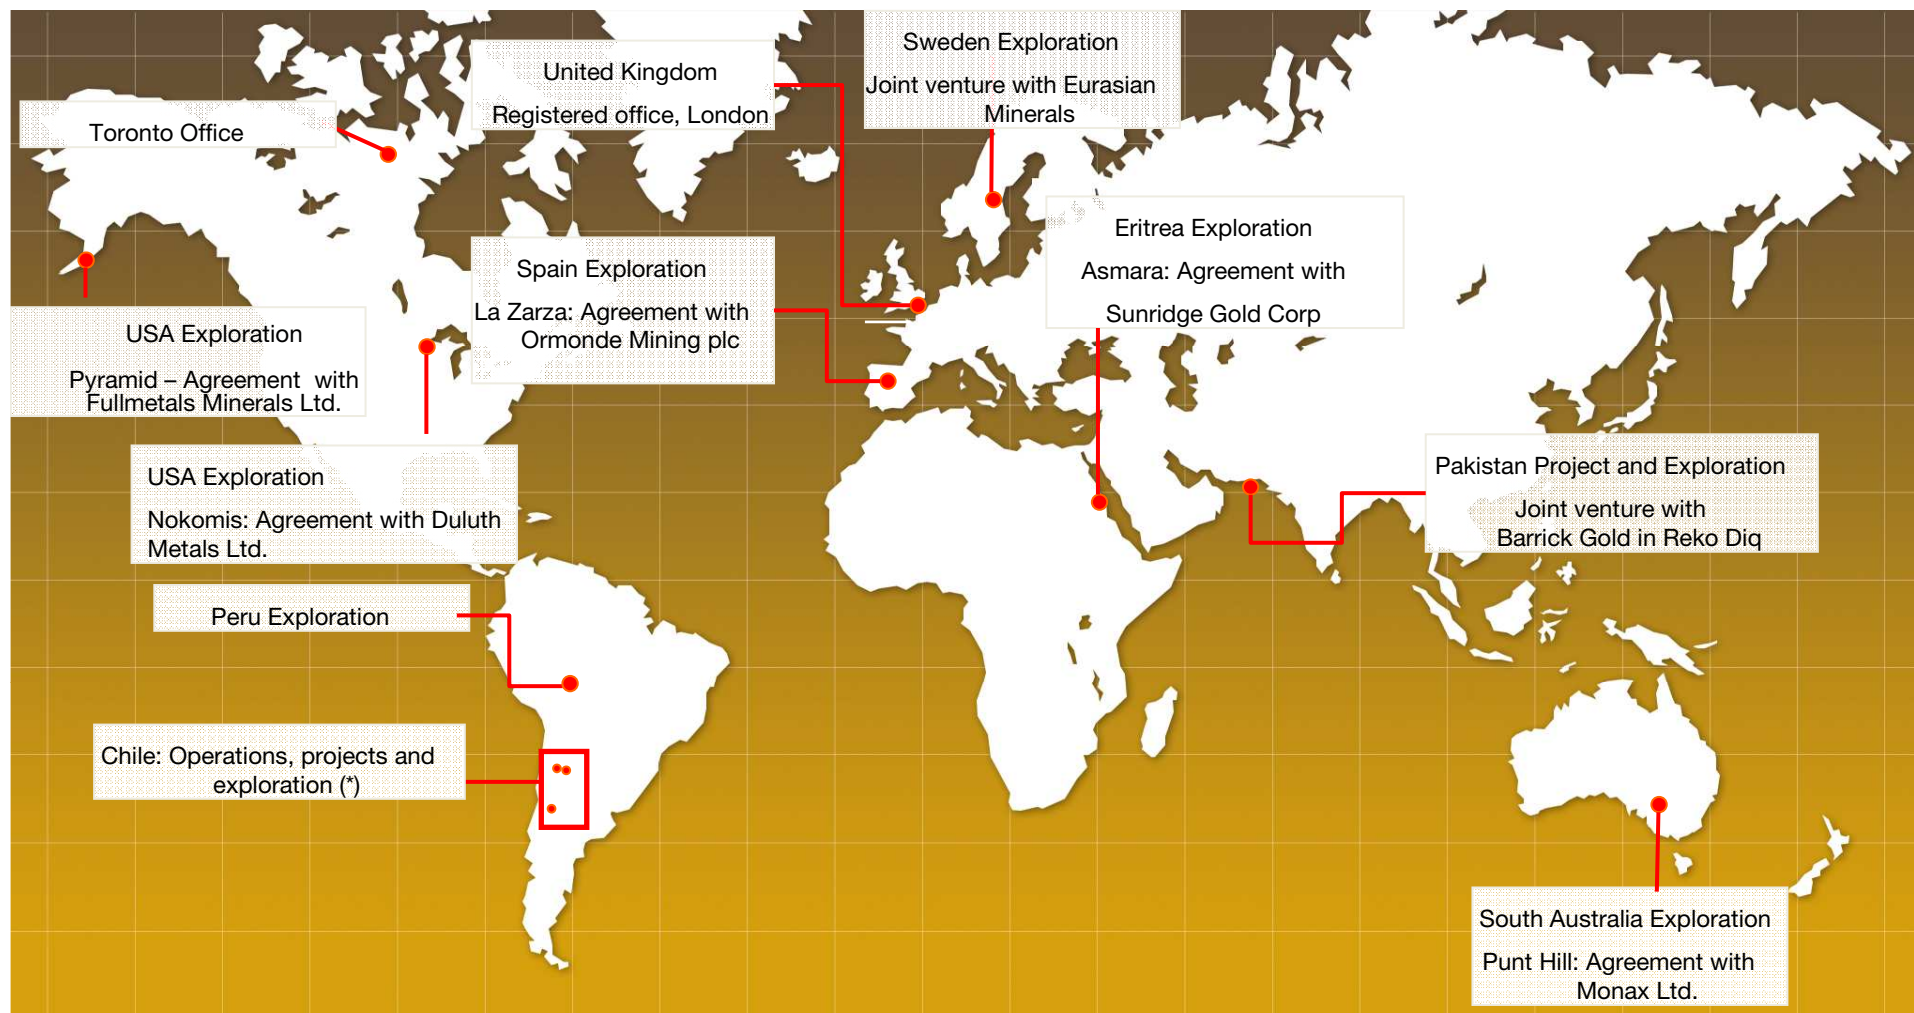 Sweden Exploration
Joint venture with Eurasian
Minerals
United Kingdom
Registered office, London
Toronto Office
Eritrea Exploration
Asmara: Agreement with
Sunridge Gold Corp
Spain Exploration
La Zarza: Agreement with
Ormonde Mining plc
USA Exploration
Pyramid – Agreement with
Fullmetals Minerals Ltd.
USA Exploration
Nokomis: Agreement with Duluth
Metals Ltd.
Pakistan Project and Exploration
Joint venture with
Barrick Gold in Reko Diq
Peru Exploration
Chile: Operations, projects and
exploration (*)
South Australia Exploration
Punt Hill: Agreement with
Monax Ltd.